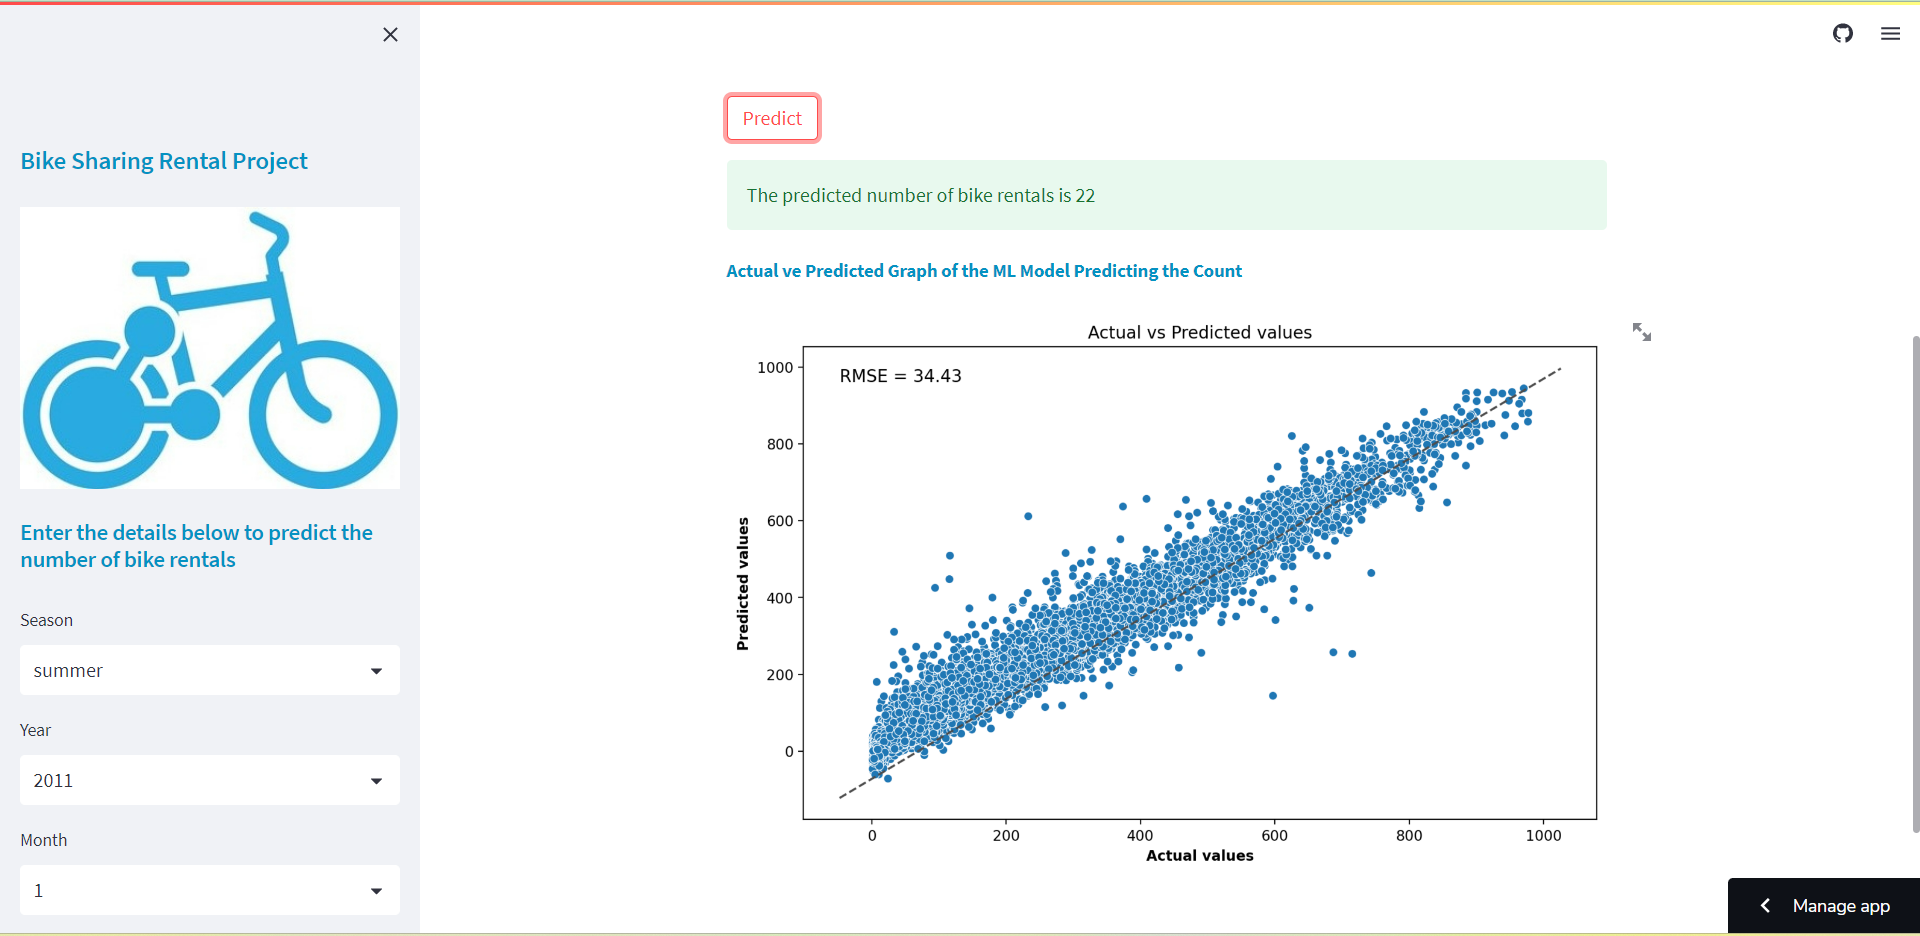 Bike Sharing Rental Project
Enter the details below to predict the
number of bike rentals
Season
summer
Year
2011
Month
1
Predict
The predicted number of bike rentals is 22
Actual ve Predicted Graph of the ML Model Predicting the Count
Actual vs Predicted values
RMSE = 34.43
1000
800
600
400
200
0
Predicted values
0 200 400 600 800 1000
Actual values
Manage app